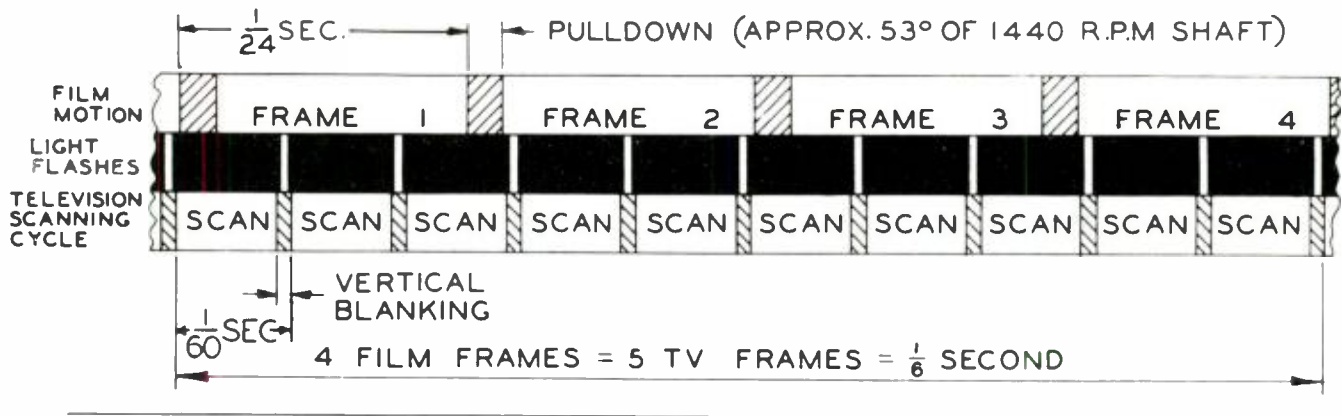 1/24 SEC. PULLDOWN (APPROX. 53° OF 1440 R.P.M SHAFT)
FILM MOTION
FRAME 1 FRAME 2 FRAME 3 FRAME 4
LIGHT FLASHES
TELEVISION SCANNING CYCLE
SCAN SCAN SCAN SCAN SCAN SCAN SCAN SCAN SCAN SCAN
VERTICAL BLANKING
1/60 SEC
4 FILM FRAMES = 5 TV FRAMES = 1/6 SECOND